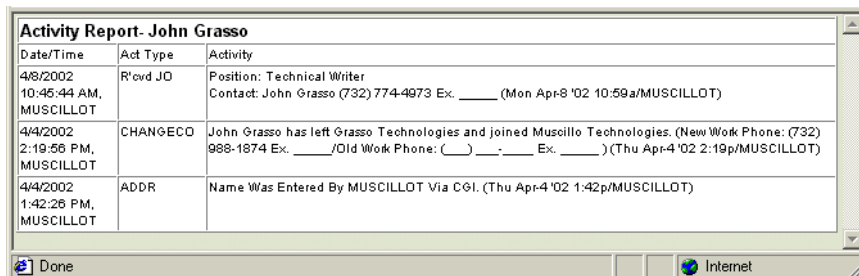 Activity Report- John Grasso
Date/Time Act Type Activity
4/8/2002 10:45:44 AM, MUSCILLOT R'cvd JO Position: Technical Writer
Contact: John Grasso (732) 774-4973 Ex. _____ (Mon Apr-8 '02 10:59a/MUSCILLOT)
4/4/2002 2:19:56 PM, MUSCILLOT CHANGECO John Grasso has left Grasso Technologies and joined Muscillo Technologies. (New Work Phone: (732)
988-1874 Ex. _____/Old Work Phone: (___) ___-____ Ex. _____ ) (Thu Apr-4 '02 2:19p/MUSCILLOT)
4/4/2002 1:42:26 PM, MUSCILLOT ADDR Name Was Entered By MUSCILLOT Via CGI. (Thu Apr-4 '02 1:42p/MUSCILLOT)
Done Internet